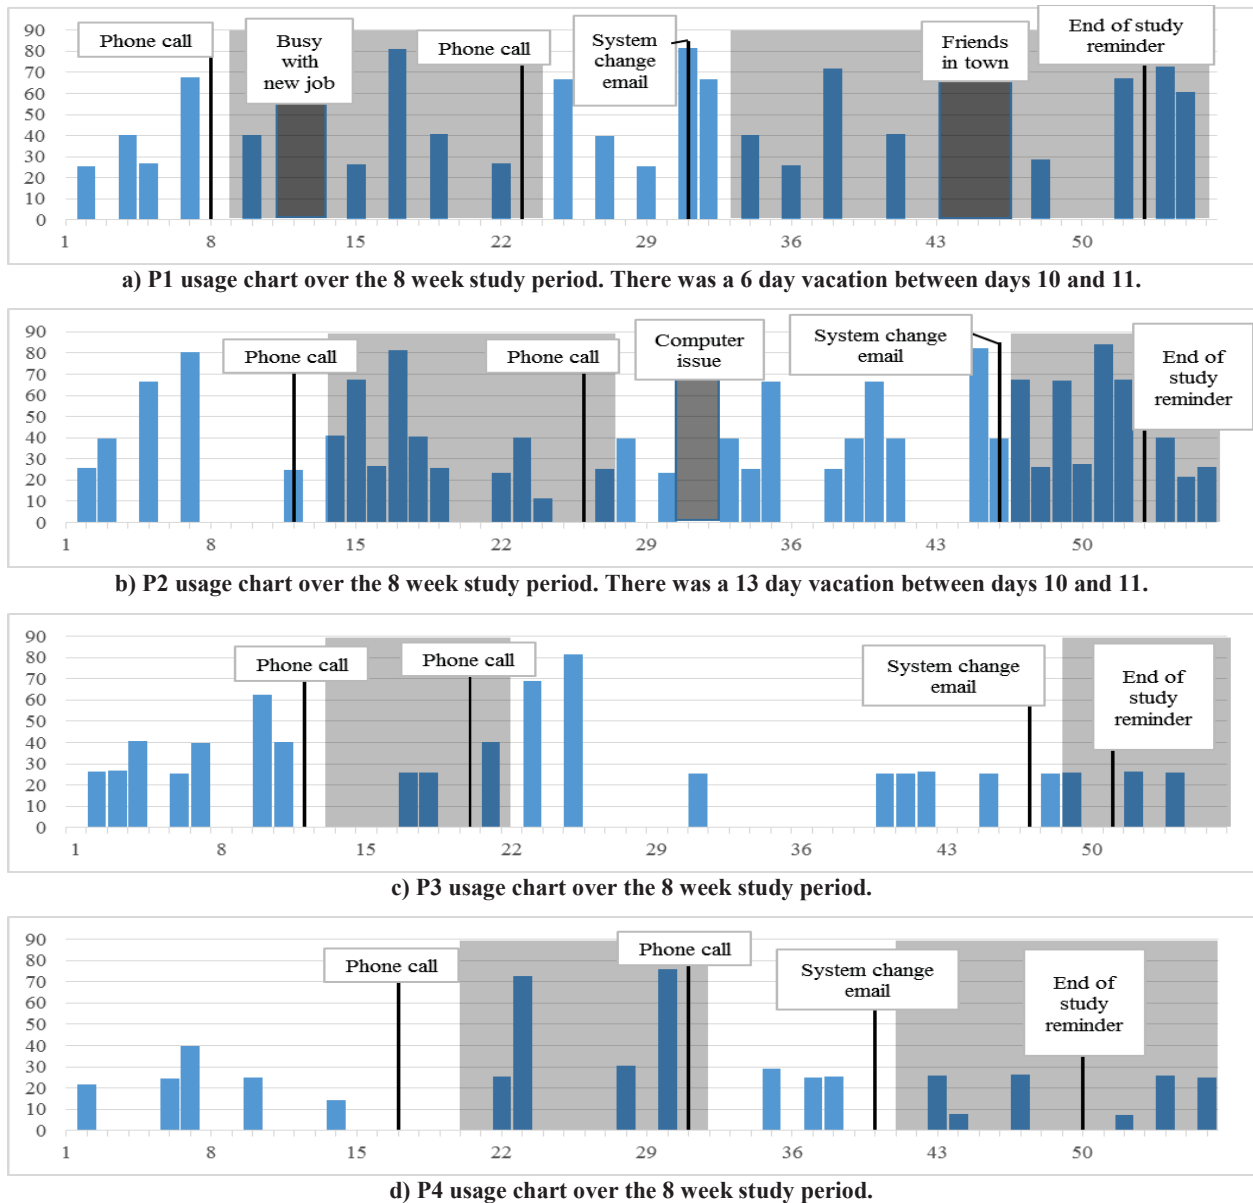 90
80
70
60
50
40
30
20
10
0
Phone call
Busy
with
new job
Phone call
System
change
email
Friends
in town
End of study
reminder
1 8 15 22 29 36 43 50
a) P1 usage chart over the 8 week study period. There was a 6 day vacation between days 10 and 11.
90
80
70
60
50
40
30
20
10
0
Phone call
Phone call
Computer
issue
System change
email
End of
study
reminder
1 8 15 22 29 36 43 50
b) P2 usage chart over the 8 week study period. There was a 13 day vacation between days 10 and 11.
90
80
70
60
50
40
30
20
10
0
Phone call
Phone call
System change
email
End of
study
reminder
1 8 15 22 29 36 43 50
c) P3 usage chart over the 8 week study period.
90
80
70
60
50
40
30
20
10
0
Phone call
Phone call
System change
email
End of
study
reminder
1 8 15 22 29 36 43 50
d) P4 usage chart over the 8 week study period.